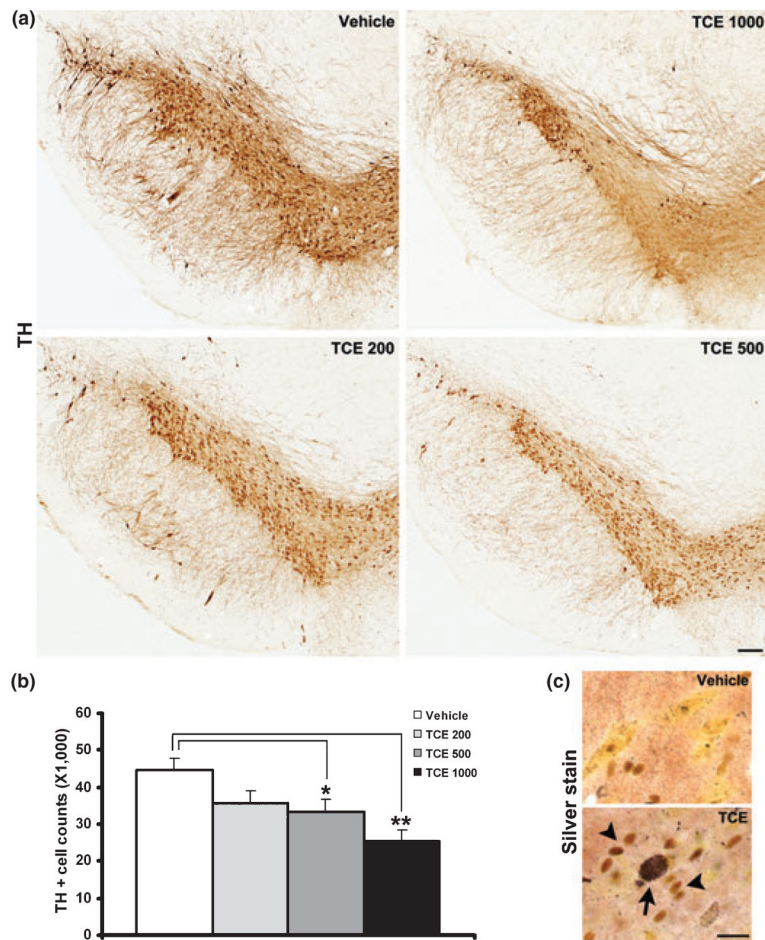 (a)
Vehicle
TCE 1000
TH
TCE 200
TCE 500
(b)
60
50
40
30
20
10
0
TH + cell counts (X1,000)
Vehicle
TCE 200
TCE 500
TCE 1000
*
**
(c)
Silver stain
Vehicle
TCE